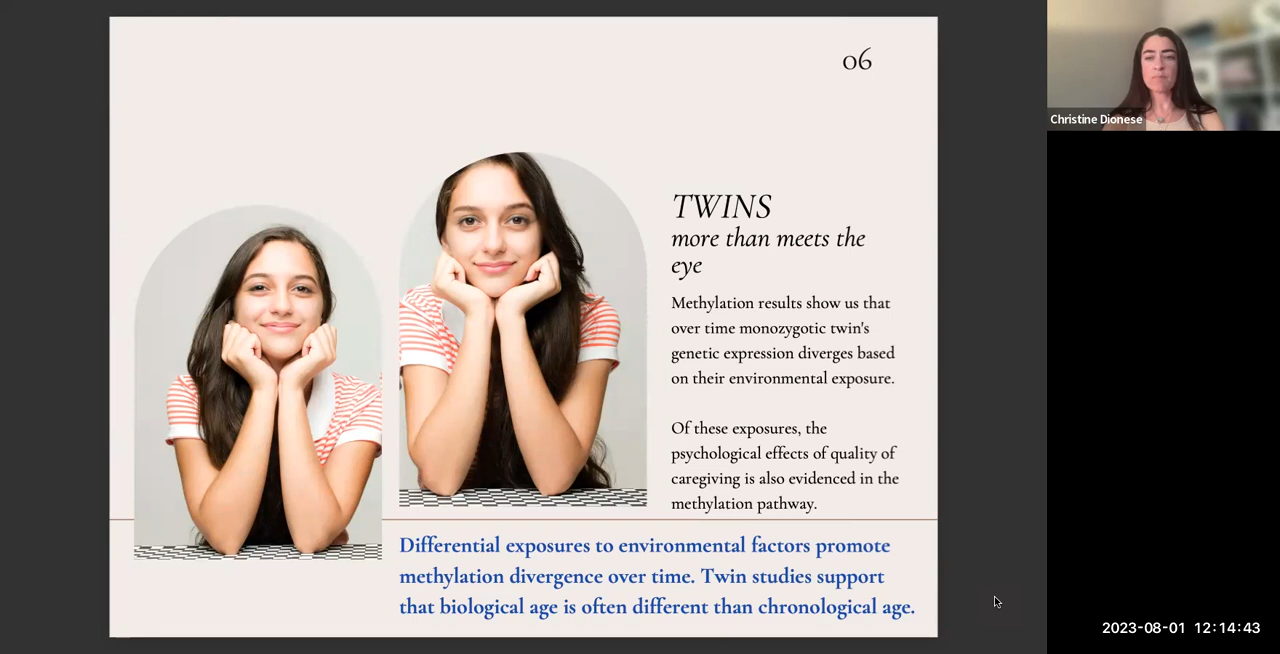 06
TWINS
more than meets the
eye
Methylation results show us that
over time monozygotic twin's
genetic expression diverges based
on their environmental exposure.
Of these exposures, the
psychological effects of quality of
caregiving is also evidenced in the
methylation pathway.
Differential exposures to environmental factors promote
methylation divergence over time. Twin studies support
that biological age is often different than chronological age.
Christine Dionese
2023-08-01 12:14:43